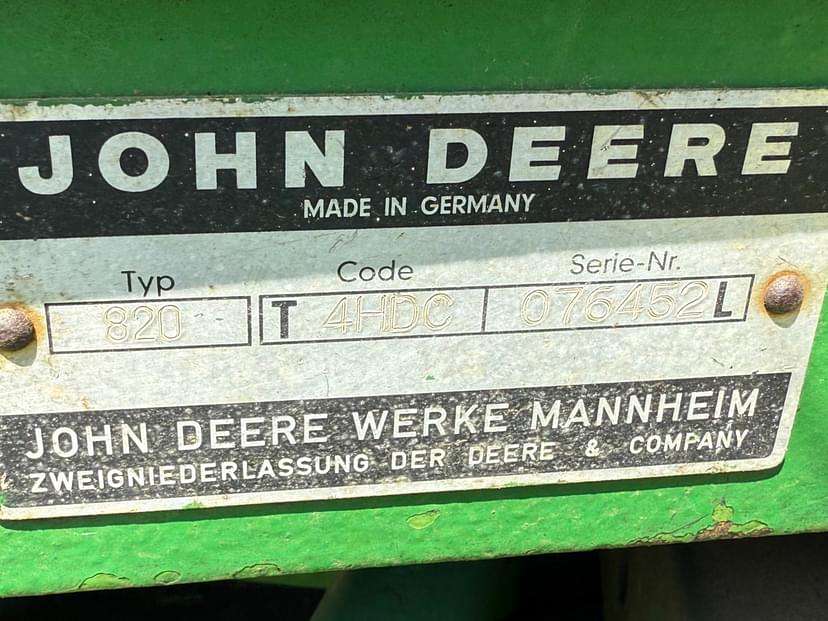 JOHN DEERE
MADE IN GERMANY
Typ Code Serie-Nr.
820 T 4HDC 076452 L
JOHN DEERE WERKE MANNHEIM
ZWEIGNIEDERLASSUNG DER DEERE & COMPANY